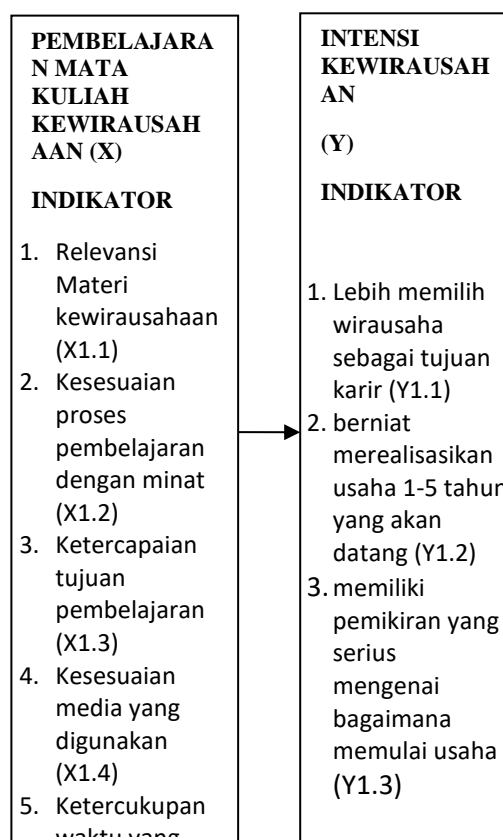 PEMBELAJARA
N MATA
KULIAH
KEWIRAUSAH
AAN (X)
INDIKATOR
1. Relevansi
Materi
kewirausahaan
(X1.1)
2. Kesesuaian
proses
pembelajaran
dengan minat
(X1.2)
3. Ketercapaian
tujuan
pembelajaran
(X1.3)
4. Kesesuaian
media yang
digunakan
(X1.4)
5. Ketercukupan
waktu yang
INTENSI
KEWIRAUSAH
AN
(Y)
INDIKATOR
1. Lebih memilih
wirausaha
sebagai tujuan
karir (Y1.1)
2. berniat
merealisasikan
usaha 1-5 tahun
yang akan
datang (Y1.2)
3. memiliki
pemikiran yang
serius
mengenai
bagaimana
memulai usaha
(Y1.3)